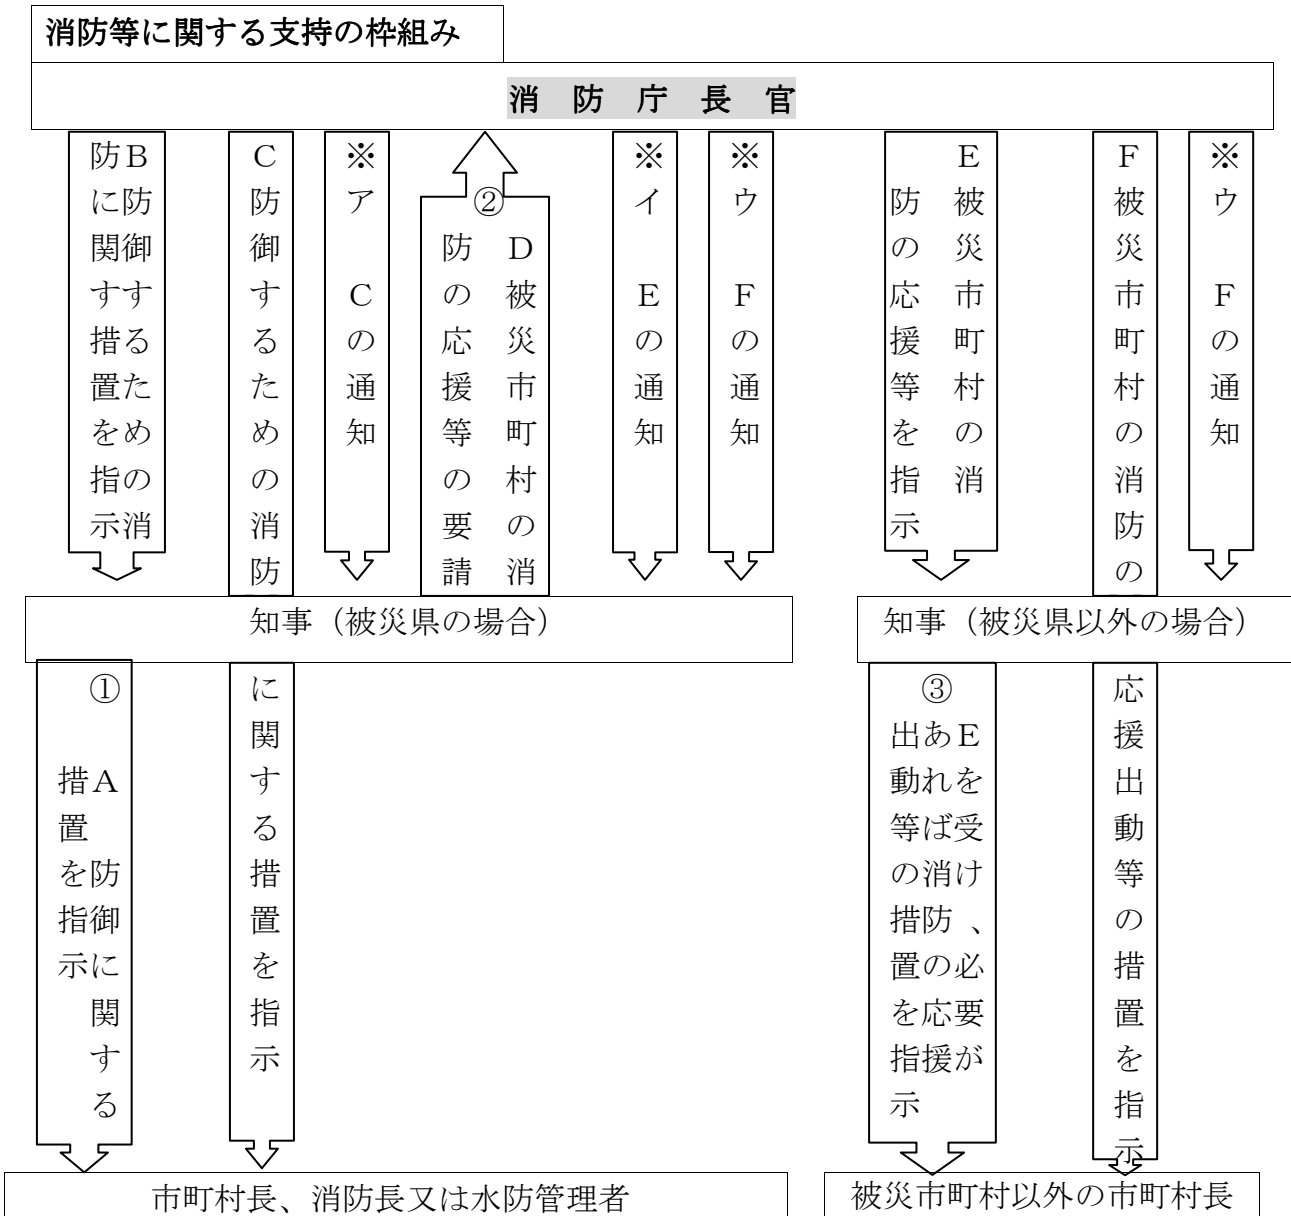 消防等に関する支持の枠組み
消防庁長官
B防御するための消
防に関すす措置を指示
C防御するための消防
※ア Cの通知
②
D被災市町村の消
防の応援等の要請
※イ Eの通知
※ウ Fの通知
E被災市町村の消
防の応援等を指示
F被災市町村の消防の
※ウ Fの通知
知事（被災県の場合）
知事（被災県以外の場合）
①
A 防御に関する
措置を指示
に関する措置を指示
③
Eを受け、必要が
あれば消防の応援
出動等の措置を指示
応援出動等の措置を指示
市町村長、消防長又は水防管理者
被災市町村以外の市町村長